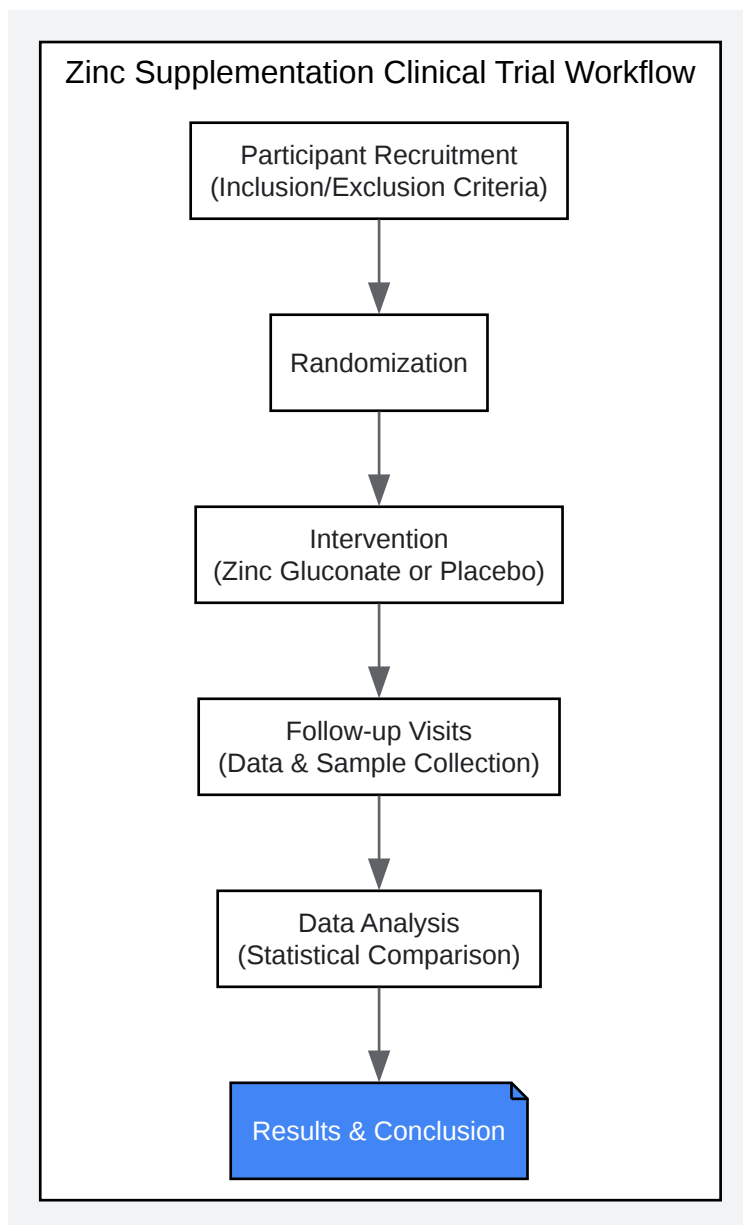 Zinc Supplementation Clinical Trial Workflow
Participant Recruitment
(Inclusion/Exclusion Criteria)
Randomization
Intervention
(Zinc Gluconate or Placebo)
Follow-up Visits
(Data & Sample Collection)
Data Analysis
(Statistical Comparison)
Results & Conclusion